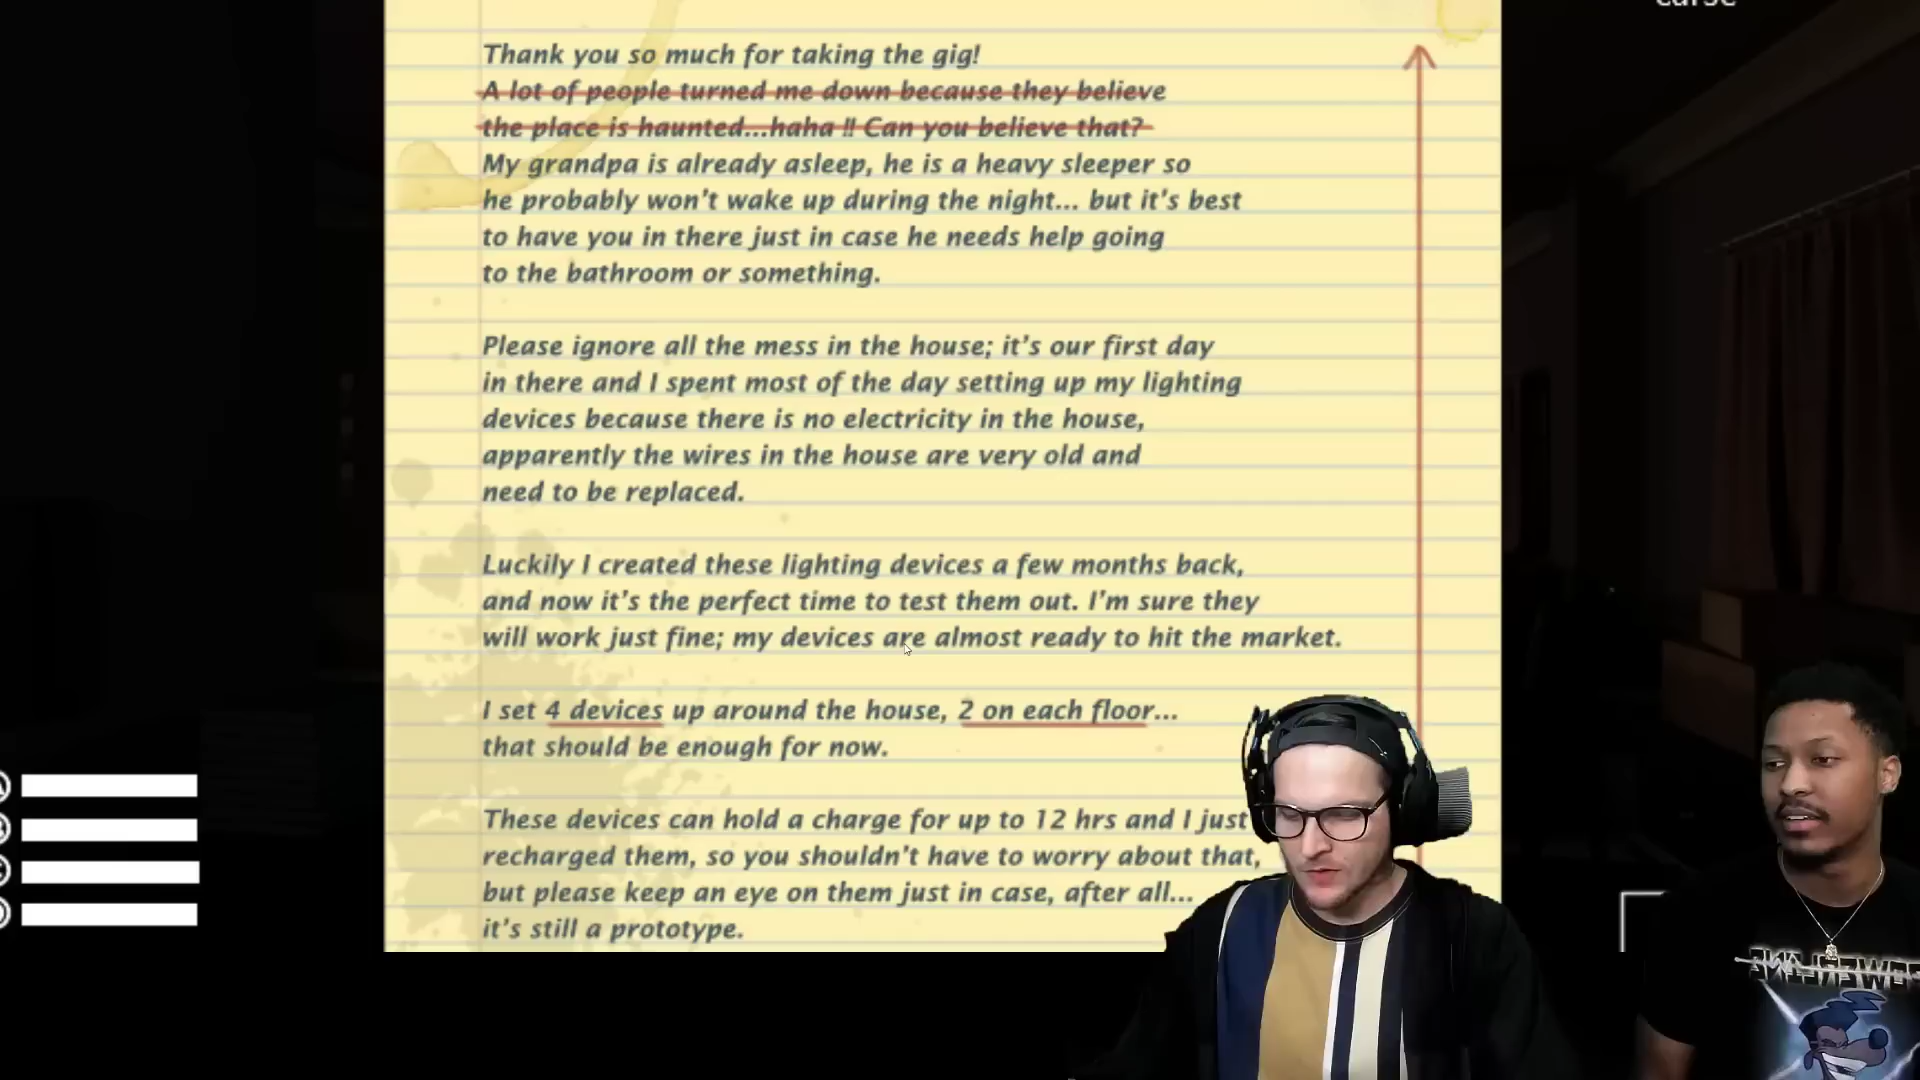 curse
Thank you so much for taking the gig!
A lot of people turned me down because they believe
the place is haunted...haha !! Can you believe that?
My grandpa is already asleep, he is a heavy sleeper so
he probably won't wake up during the night... but it's best
to have you in there just in case he needs help going
to the bathroom or something.
Please ignore all the mess in the house; it's our first day
in there and I spent most of the day setting up my lighting
devices because there is no electricity in the house,
apparently the wires in the house are very old and
need to be replaced.
Luckily I created these lighting devices a few months back,
and now it's the perfect time to test them out. I'm sure they
will work just fine; my devices are almost ready to hit the market.
I set 4 devices up around the house, 2 on each floor...
that should be enough for now.
These devices can hold a charge for up to 12 hrs and I just
recharged them, so you shouldn't have to worry about that,
but please keep an eye on them just in case, after all...
it's still a prototype.